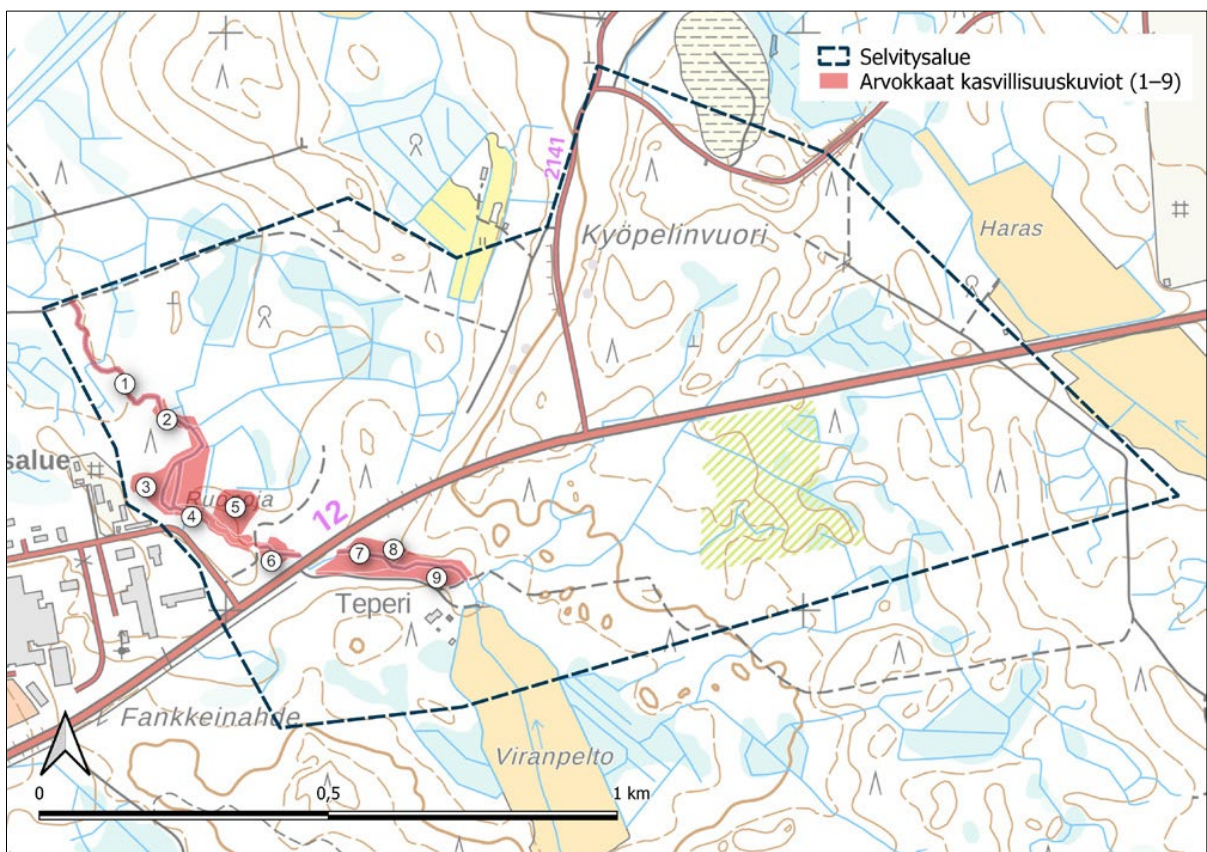 Selvitysalue
Arvokkaat kasvillisuuskuviot (1–9)
2141
Kyöpelinvuori
Haras
1
2
salue
3
5
4
12
6
7
8
9
Teperi
Fankkeinahde
Viranpelto
0
0,5
1 km